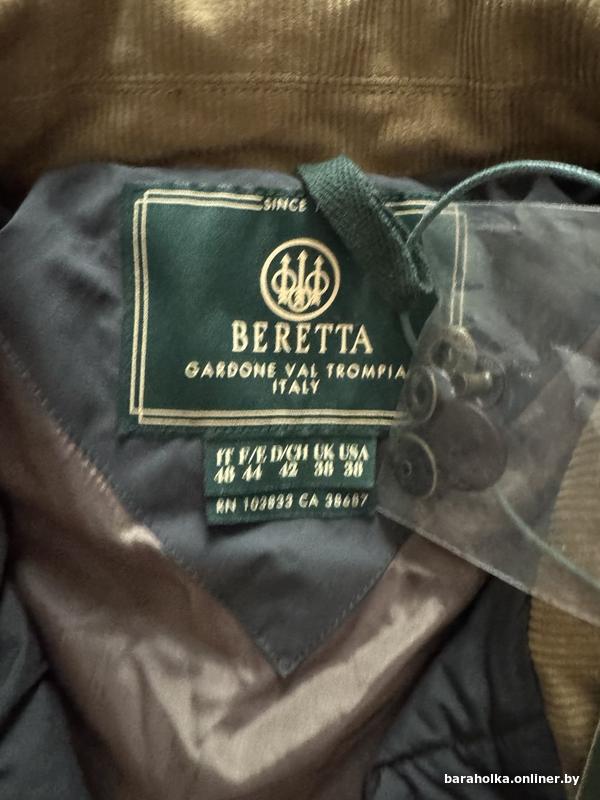 SINCE
BERETTA
GARDONE VAL TROMPIA
ITALY
IT F/E D/CH UK USA
48 44 42 38 38
RN 103833 CA 38687
baraholka.onliner.by